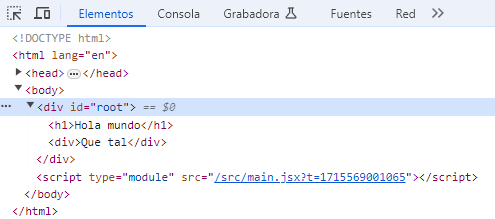 Elementos Consola Grabadora Fuentes Red »
<!DOCTYPE html>
<html lang="en">
<head> ⋯ </head>
<body>
⋯ <div id="root"> == $0
<h1>Hola mundo</h1>
<div>Que tal</div>
</div>
<script type="module" src="/src/main.jsx?t=1715569001065"></script>
</body>
</html>